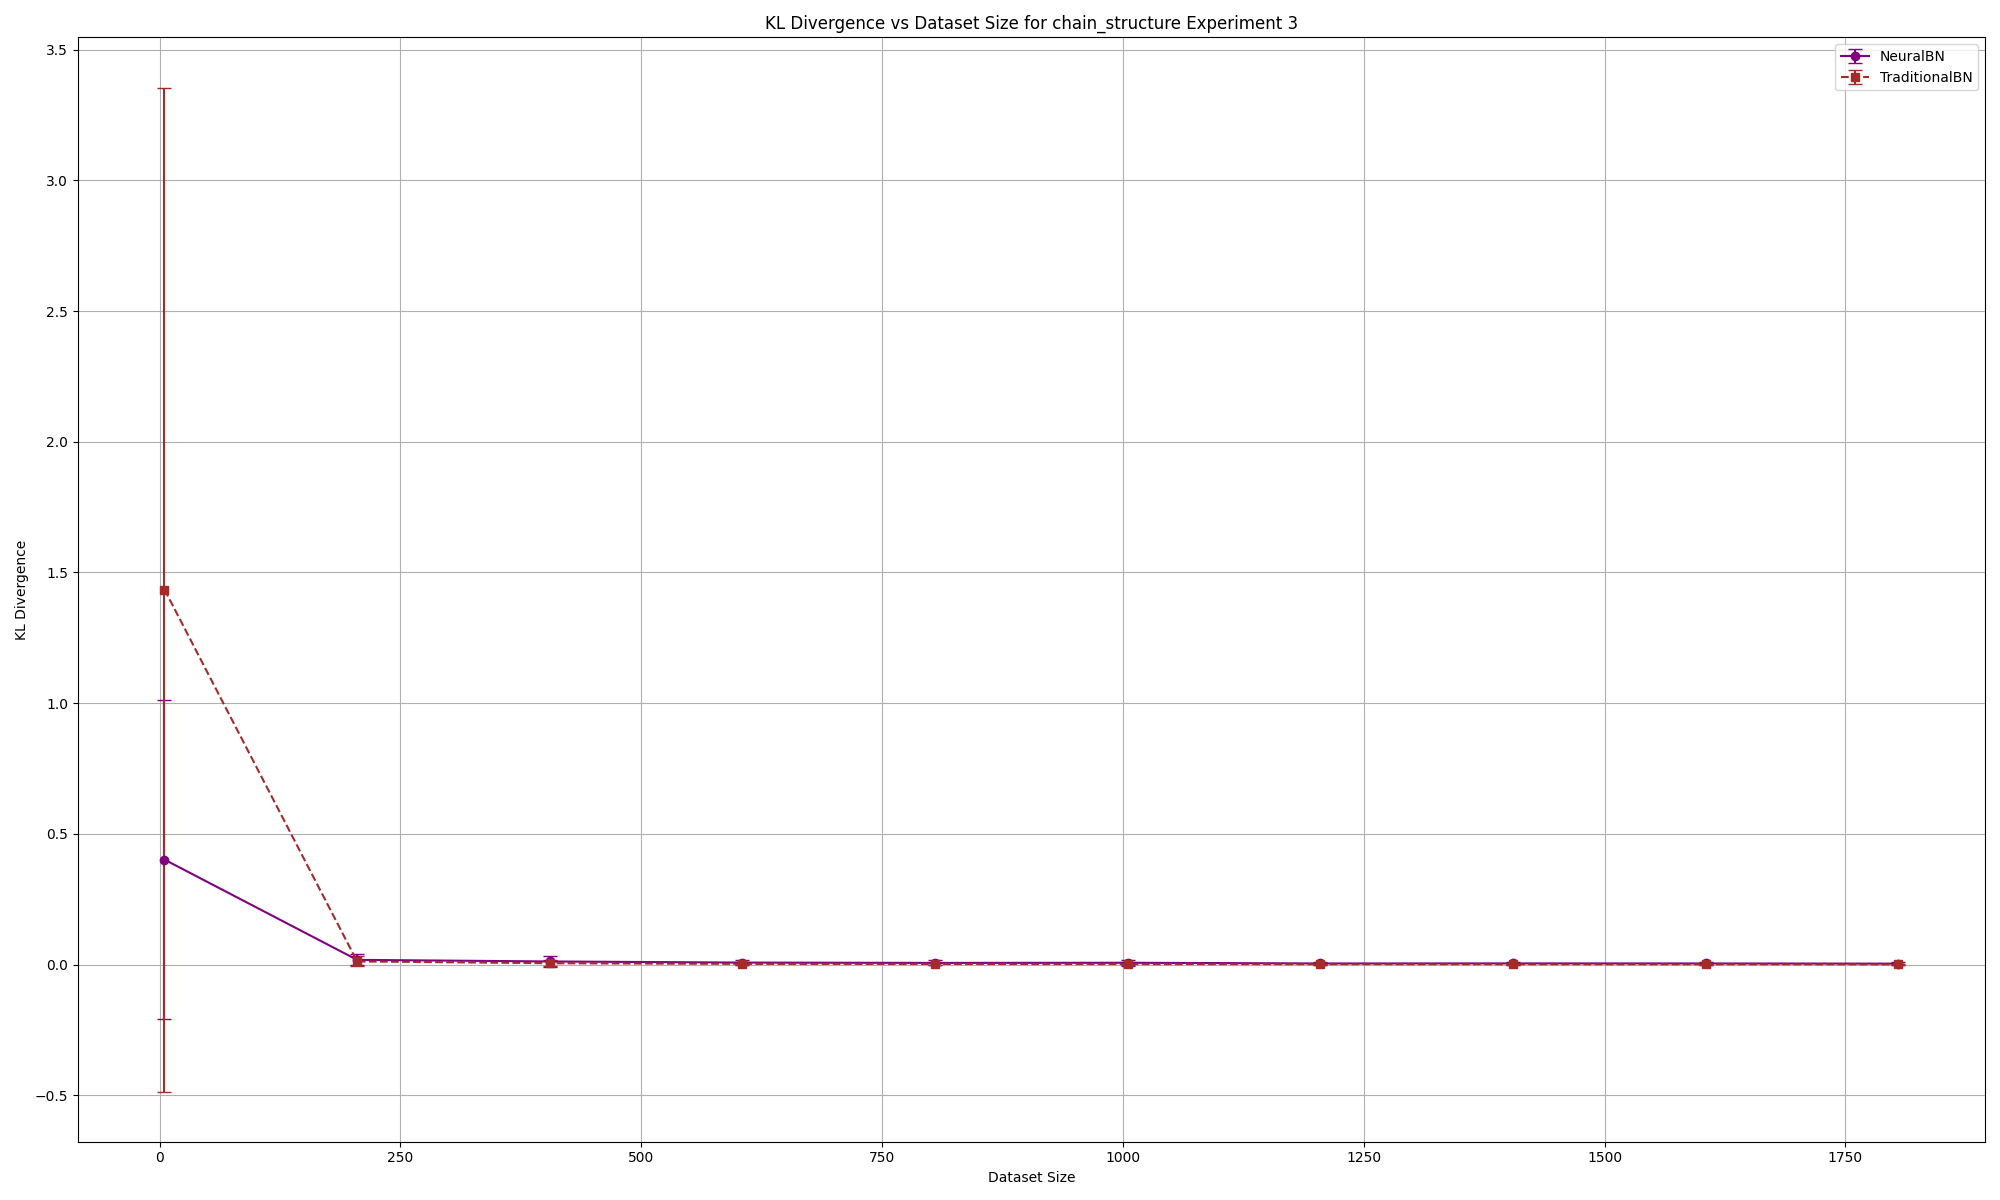 KL Divergence vs Dataset Size for chain_structure Experiment 3
NeuralBN
TraditionalBN
KL Divergence
3.5
3.0
2.5
2.0
1.5
1.0
0.5
0.0
−0.5
0 250 500 750 1000 1250 1500 1750
Dataset Size